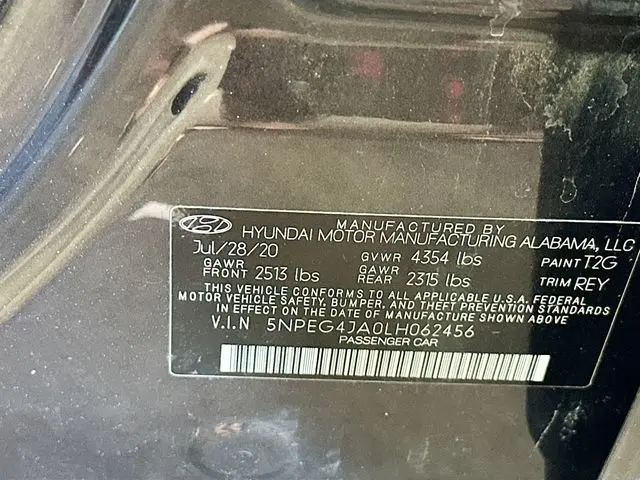 MANUFACTURED BY
HYUNDAI MOTOR MANUFACTURING ALABAMA, LLC
Jul/28/20 GVWR 4354 lbs PAINT T2G
GAWR FRONT 2513 lbs GAWR REAR 2315 lbs TRIM REY
THIS VEHICLE CONFORMS TO ALL APPLICABLE U.S.A. FEDERAL
MOTOR VEHICLE SAFETY, BUMPER, AND THEFT PREVENTION STANDARDS
IN EFFECT ON THE DATE OF MANUFACTURE SHOWN ABOVE
V.I.N 5NPEG4JA0LH062456
PASSENGER CAR